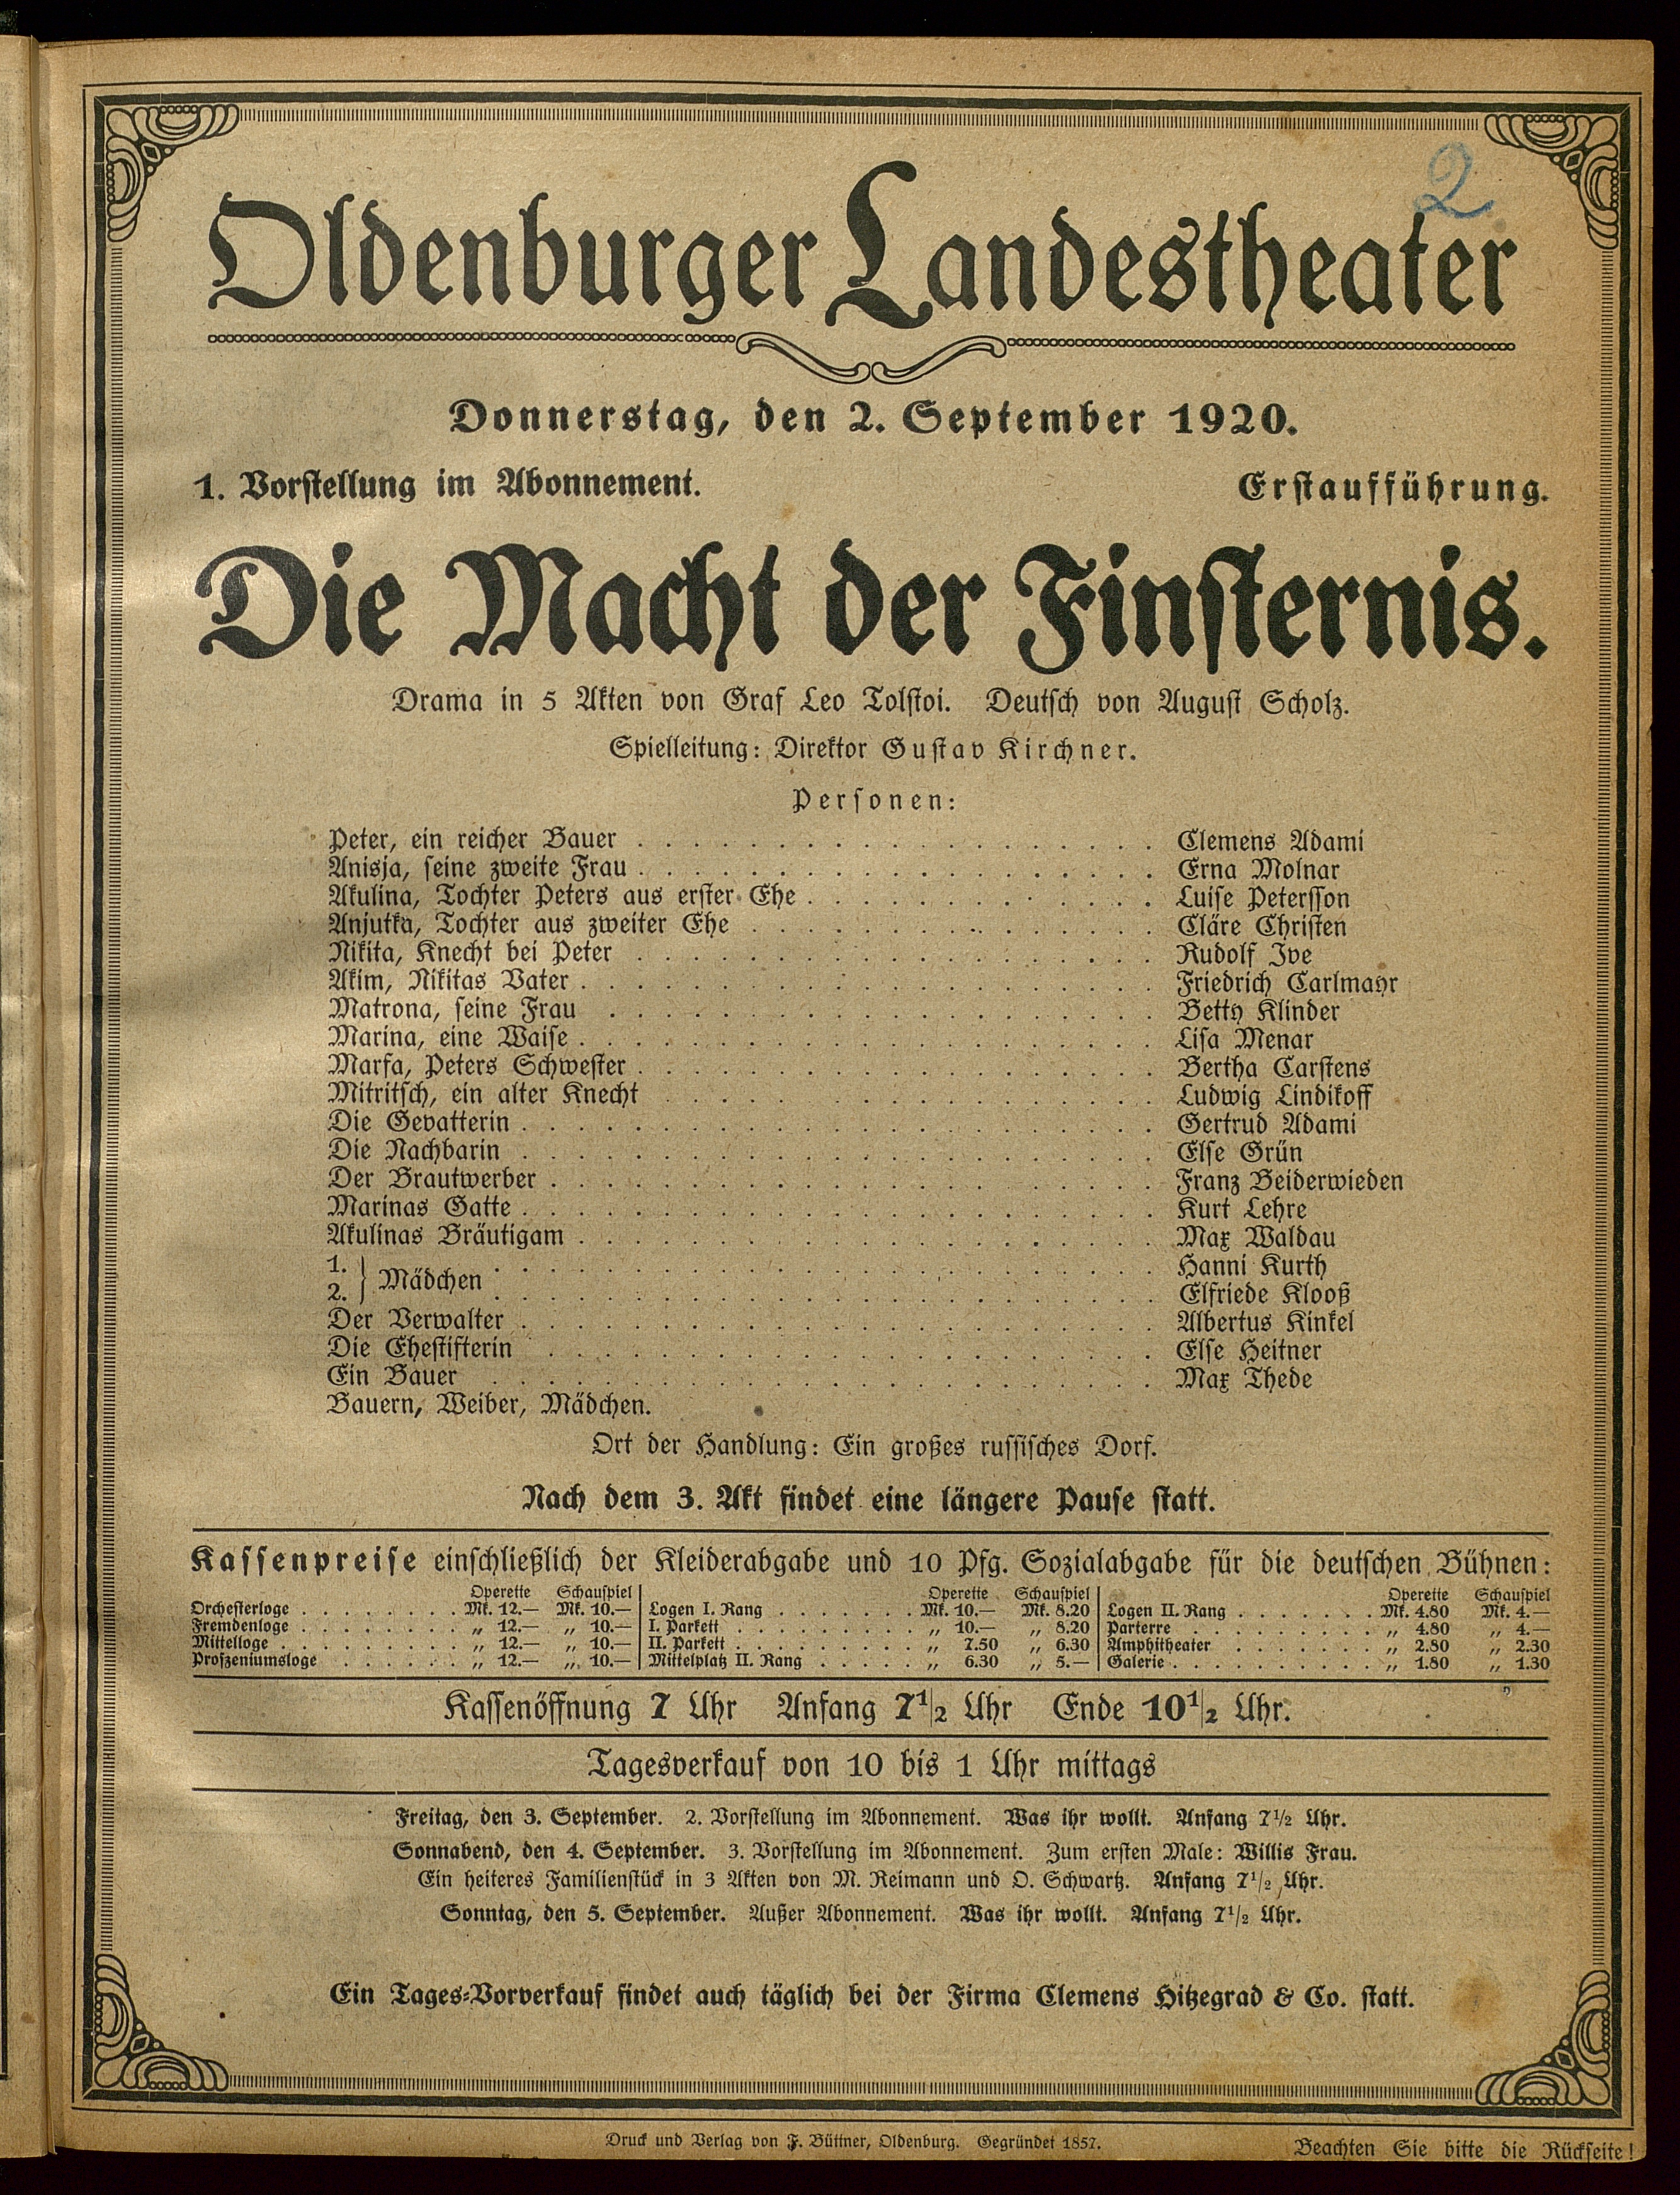 2
Oldenburger Landestheater
Donnerstag, den 2. September 1920.
1. Vorstellung im Abonnement. Erstaufführung.
Die Macht der Finsternis.
Drama in 5 Akten von Graf Leo Tolstoi. Deutsch von August Scholz.
Spielleitung: Direktor Gustav Kirchner.
Personen:
Peter, ein reicher Bauer . . . . . Clemens Adami
Anisja, seine zweite Frau . . . . . Erna Molnar
Akulina, Tochter Peters aus erster Ehe . . . . . Luise Petersson
Anjutka, Tochter aus zweiter Ehe . . . . . Cläre Christen
Nikita, Knecht bei Peter . . . . . Rudolf Ive
Akim, Nikitas Vater . . . . . Friedrich Carlmayr
Matrona, seine Frau . . . . . Betty Klinder
Marina, eine Waise . . . . . Lisa Menar
Marfa, Peters Schwester . . . . . Bertha Carstens
Mitritsch, ein alter Knecht . . . . . Ludwig Lindikoff
Die Gevatterin . . . . . Gertrud Adami
Die Nachbarin . . . . . Else Grün
Der Brautwerber . . . . . Franz Beiderwieden
Marinas Gatte . . . . . Kurt Lehre
Akulinas Bräutigam . . . . . Max Waldau
1. } Mädchen . . . . . Hanni Kurth
2. . . . . . Elfriede Klooß
Der Verwalter . . . . . Albertus Kinkel
Die Ehestifterin . . . . . Else Heitner
Ein Bauer . . . . . Max Thede
Bauern, Weiber, Mädchen.
Ort der Handlung: Ein großes russisches Dorf.
Nach dem 3. Akt findet eine längere Pause statt.
Kassenpreise einschließlich der Kleiderabgabe und 10 Pfg. Sozialabgabe für die deutschen Bühnen:
Operette Schauspiel | Operette Schauspiel | Operette Schauspiel
Orchesterloge . . . Mk. 12.— Mk. 10.— | Logen I. Rang . . . Mk. 10.— Mk. 8.20 | Logen II. Rang . . . Mk. 4.80 Mk. 4.—
Fremdenloge . . . „ 12.— „ 10.— | I. Parkett . . . „ 10.— „ 8.20 | Parterre . . . „ 4.80 „ 4.—
Mittelloge . . . „ 12.— „ 10.— | II. Parkett . . . „ 7.50 „ 6.30 | Amphitheater . . . „ 2.80 „ 2.30
Proszeniumsloge . . . „ 12.— „ 10.— | Mittelplatz II. Rang . . . „ 6.30 „ 5.— | Galerie . . . „ 1.80 „ 1.30
Kassenöffnung 7 Uhr Anfang 7½ Uhr Ende 10½ Uhr.
Tagesverkauf von 10 bis 1 Uhr mittags
Freitag, den 3. September. 2. Vorstellung im Abonnement. Was ihr wollt. Anfang 7½ Uhr.
Sonnabend, den 4. September. 3. Vorstellung im Abonnement. Zum ersten Male: Willis Frau.
Ein heiteres Familienstück in 3 Akten von M. Reimann und O. Schwartz. Anfang 7½ Uhr.
Sonntag, den 5. September. Außer Abonnement. Was ihr wollt. Anfang 7½ Uhr.
Ein Tages-Vorverkauf findet auch täglich bei der Firma Clemens Hitzegrad & Co. statt.
Druck und Verlag von F. Büttner, Oldenburg. Gegründet 1857.
Beachten Sie bitte die Rückseite!